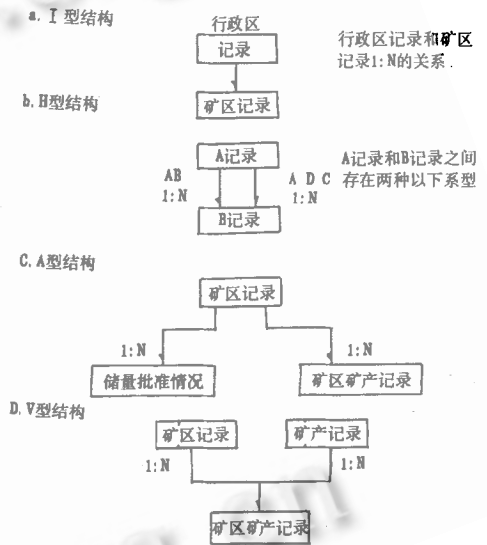 a. I 型结构
行政区
记录
行政区记录和矿区
记录1:N的关系.
矿区记录
b.H型结构
A记录
AB
1:N
A D C
1:N
A记录和B记录之间
存在两种以下系型
B记录
C.A型结构
矿区记录
1:N
1:N
储量批准情况
矿区矿产记录
D.V型结构
矿区记录
矿产记录
1:N
1:N
矿区矿产记录